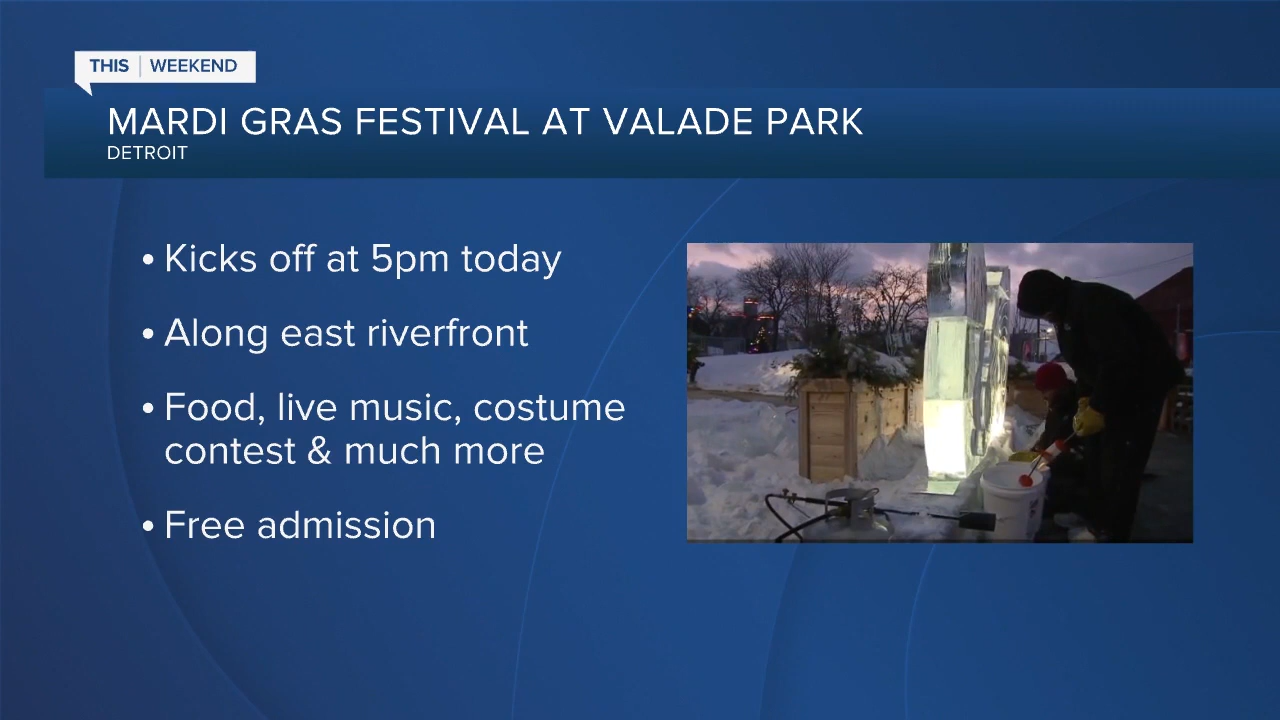 THIS | WEEKEND
MARDI GRAS FESTIVAL AT VALADE PARK
DETROIT
• Kicks off at 5pm today
• Along east riverfront
• Food, live music, costume
contest & much more
• Free admission